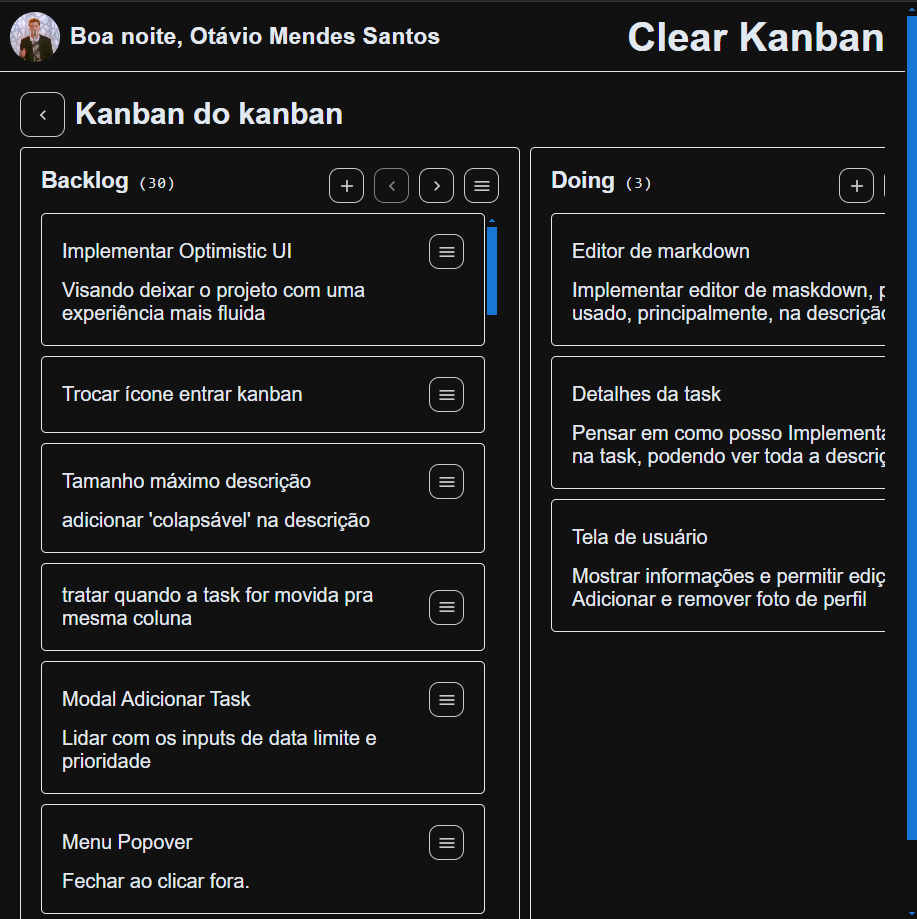 Boa noite, Otávio Mendes Santos
Clear Kanban
Kanban do kanban
Backlog (30)
Implementar Optimistic UI
Visando deixar o projeto com uma
experiência mais fluida
Trocar ícone entrar kanban
Tamanho máximo descrição
adicionar 'colapsável' na descrição
tratar quando a task for movida pra
mesma coluna
Modal Adicionar Task
Lidar com os inputs de data limite e
prioridade
Menu Popover
Fechar ao clicar fora.
Doing (3)
Editor de markdown
Implementar editor de maskdown,
usado, principalmente, na
Detalhes da task
Pensar em como posso
na task, podendo ver toda a
Tela de usuário
Mostrar informações e permitir
Adicionar e remover foto de perfil